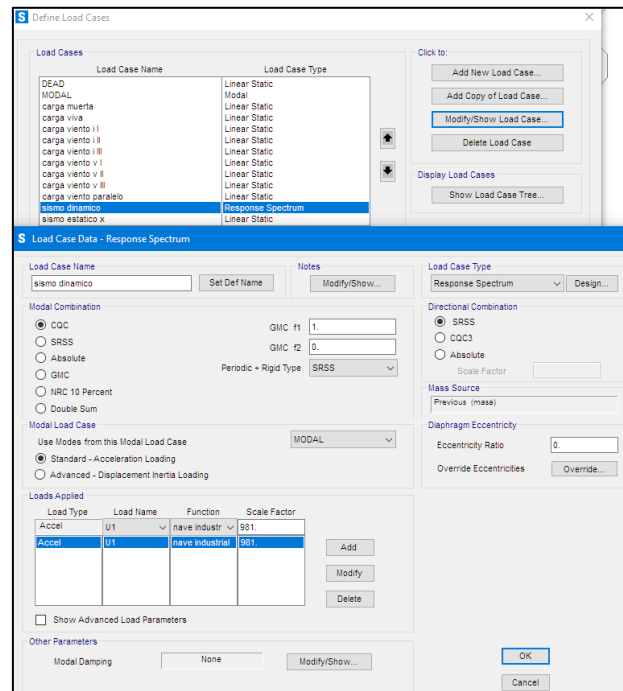 S Define Load Cases
Load Cases
Click to:
Load Case Name Load Case Type
DEAD Linear Static
MODAL Modal
carga muerta Linear Static
carga viva Linear Static
carga viento i I Linear Static
carga viento i II Linear Static
carga viento i III Linear Static
carga viento v I Linear Static
carga viento v II Linear Static
carga viento v III Linear Static
carga viento paralelo Linear Static
sismo dinamico Response Spectrum
sismo estatico x Linear Static
Add New Load Case...
Add Copy of Load Case...
Modify/Show Load Case...
Delete Load Case
Display Load Cases
Show Load Case Tree...
S Load Case Data - Response Spectrum
Load Case Name Notes Load Case Type
sismo dinamico Set Def Name Modify/Show... Response Spectrum Design...
Modal Combination
CQC GMC f1 1.
SRSS GMC f2 0.
Absolute Periodic + Rigid Type SRSS
GMC
NRC 10 Percent
Double Sum
Directional Combination
SRSS
CQC3
Absolute
Scale Factor
Mass Source
Previous (masa)
Modal Load Case
Use Modes from this Modal Load Case MODAL
Standard - Acceleration Loading
Advanced - Displacement Inertia Loading
Diaphragm Eccentricity
Eccentricity Ratio 0.
Override Eccentricities Override...
Loads Applied
Load Type Load Name Function Scale Factor
Accel U1 nave industr 981.
Accel U1 nave industrial 981.
Add
Modify
Delete
Show Advanced Load Parameters
Other Parameters
Modal Damping None Modify/Show...
OK
Cancel